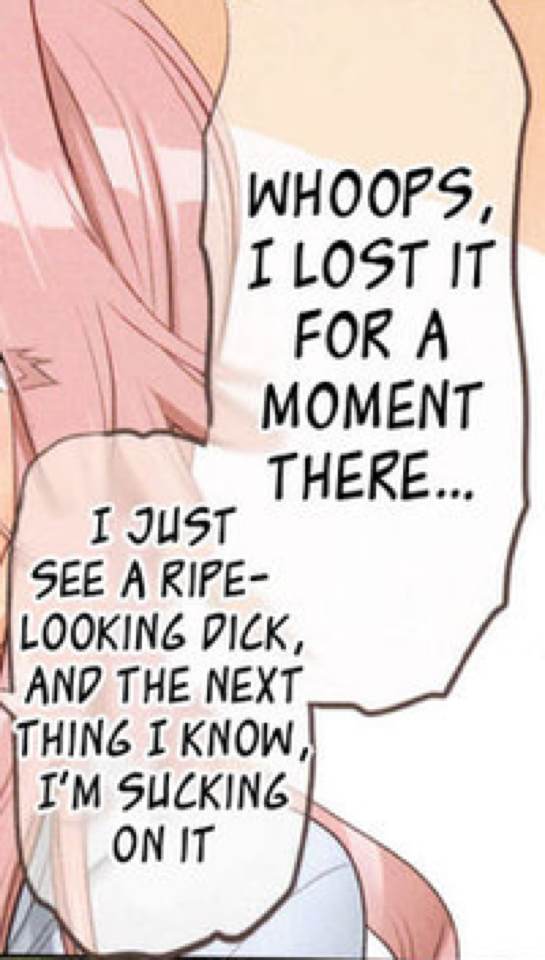 WHOOPS,
I LOST IT
FOR A
MOMENT
THERE...
I JUST
SEE A RIPE-
LOOKING DICK,
AND THE NEXT
THING I KNOW,
I'M SUCKING
ON IT